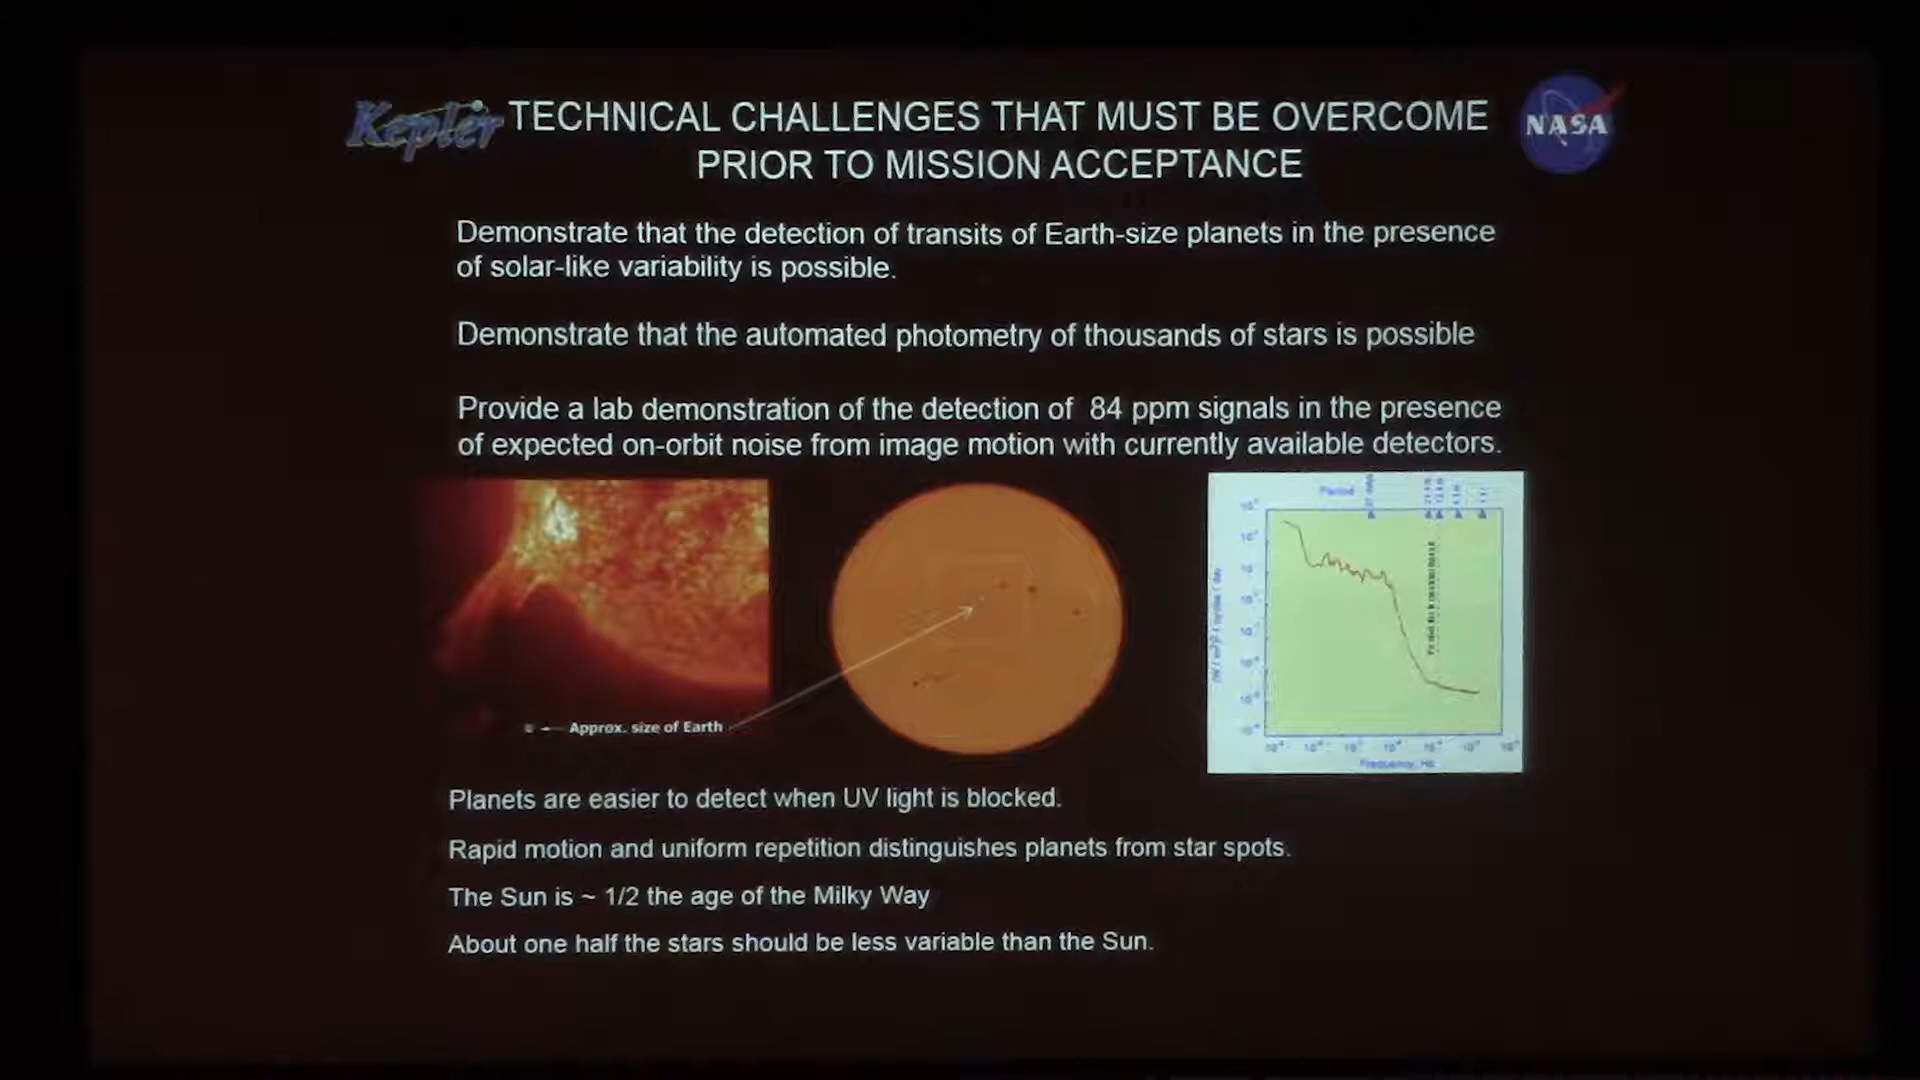 Kepler
TECHNICAL CHALLENGES THAT MUST BE OVERCOME
PRIOR TO MISSION ACCEPTANCE
NASA
Demonstrate that the detection of transits of Earth-size planets in the presence
of solar-like variability is possible.
Demonstrate that the automated photometry of thousands of stars is possible
Provide a lab demonstration of the detection of 84 ppm signals in the presence
of expected on-orbit noise from image motion with currently available detectors.
Approx. size of Earth
Period
Frequency, Hz
Planets are easier to detect when UV light is blocked.
Rapid motion and uniform repetition distinguishes planets from star spots.
The Sun is ~ 1/2 the age of the Milky Way
About one half the stars should be less variable than the Sun.